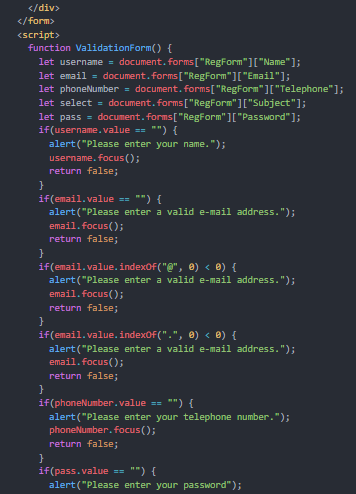 </div>
</form>
<script>
function ValidationForm() {
let username = document.forms["RegForm"]["Name"];
let email = document.forms["RegForm"]["Email"];
let phoneNumber = document.forms["RegForm"]["Telephone"];
let select = document.forms["RegForm"]["Subject"];
let pass = document.forms["RegForm"]["Password"];
if(username.value == "") {
alert("Please enter your name.");
username.focus();
return false;
}
if(email.value == "") {
alert("Please enter a valid e-mail address.");
email.focus();
return false;
}
if(email.value.indexOf("@", 0) < 0) {
alert("Please enter a valid e-mail address.");
email.focus();
return false;
}
if(email.value.indexOf(".", 0) < 0) {
alert("Please enter a valid e-mail address.");
email.focus();
return false;
}
if(phoneNumber.value == "") {
alert("Please enter your telephone number.");
phoneNumber.focus();
return false;
}
if(pass.value == "") {
alert("Please enter your password");